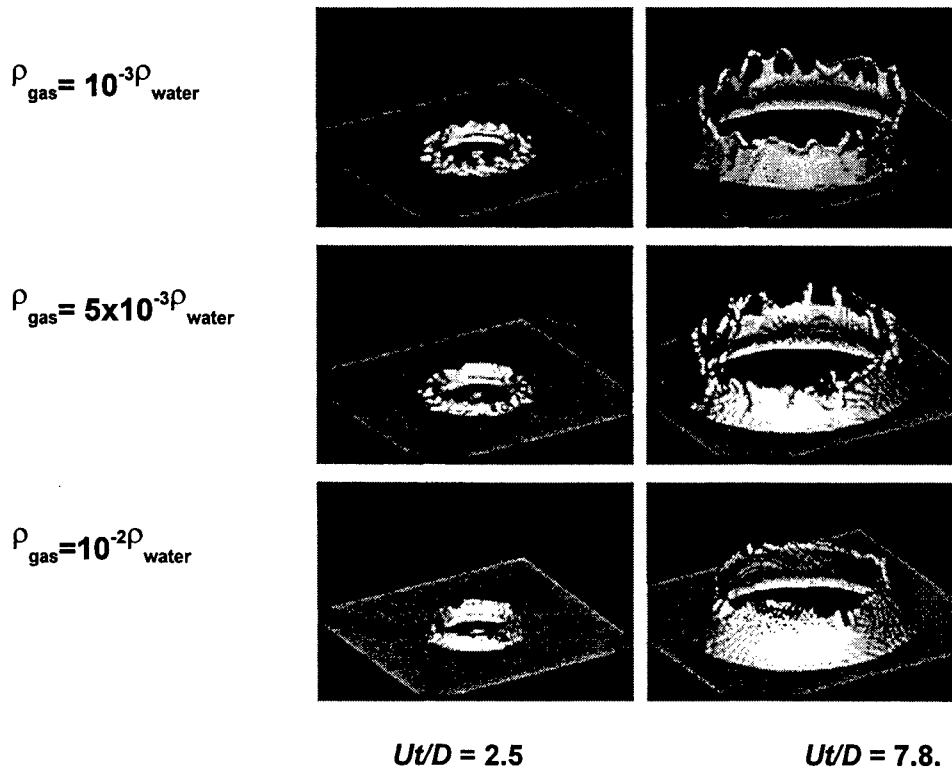 ρgas= 10-3ρwater
ρgas= 5x10-3ρwater
ρgas=10-2ρwater
Ut/D = 2.5 Ut/D = 7.8.